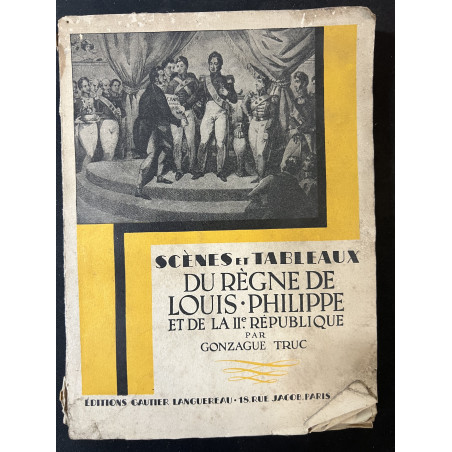 SCÈNES ET TABLEAUX
DU RÈGNE DE
LOUIS·PHILIPPE
ET DE LA IIe RÉPUBLIQUE
PAR
GONZAGUE TRUC
ÉDITIONS GAUTIER LANGUEREAU·18, RUE JACOB. PARIS